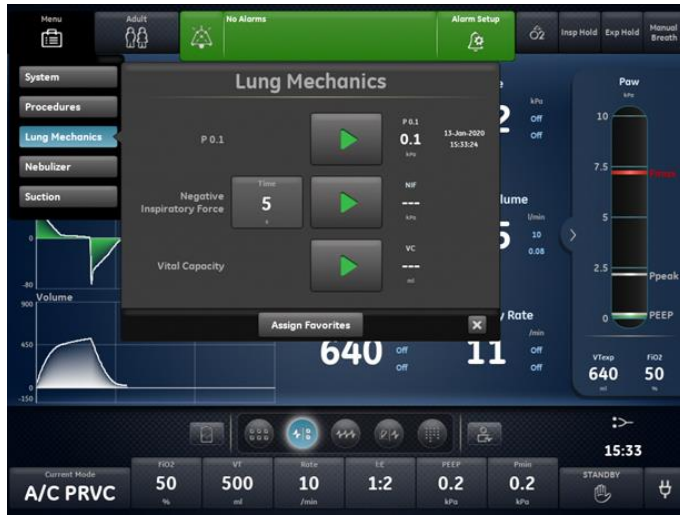 Menu
Adult
No Alarms
Alarm Setup
O2
Insp Hold
Exp Hold
Manual
Breath
System
Procedures
Lung Mechanics
Nebulizer
Suction
Lung Mechanics
P 0.1
P 0.1
0.1
kPa
13-Jan-2020
15:33:24
Negative
Inspiratory Force
Time
5
s
NIF
---
kPa
Vital Capacity
VC
---
ml
Assign Favorites
2
kPa
Off
Off
lume
l/min
5
10
0.08
Rate
/min
11
Off
Off
640
Off
Off
0
-80
Volume
900
450
0
-150
Paw
kPa
10
7.5
5
2.5
0
Pmax
Ppeak
PEEP
VTexp
640
ml
FiO2
50
%
15:33
Current Mode
A/C PRVC
FiO2
50
%
VT
500
ml
Rate
10
/min
I:E
1:2
PEEP
0.2
kPa
Pmin
0.2
kPa
STANDBY